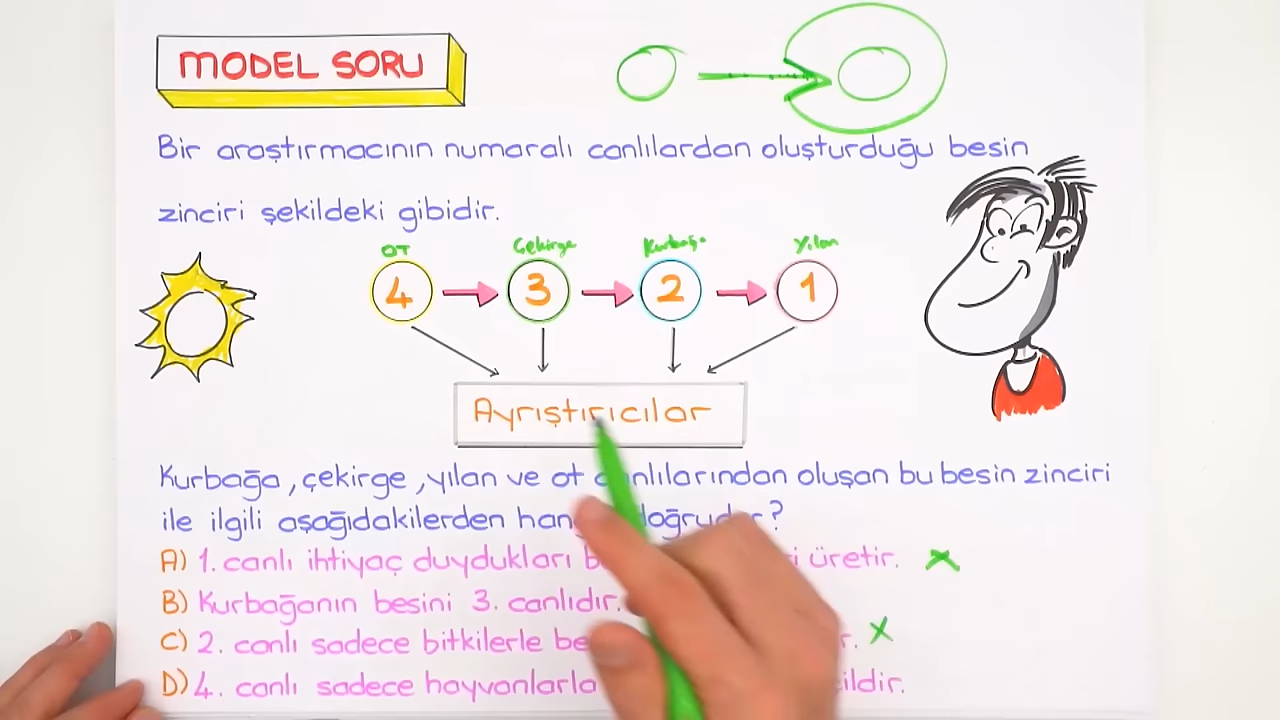 MODEL SORU
Bir araştırmacının numaralı canlılardan oluşturduğu besin
zinciri şekildeki gibidir.
OT Çekirge Kurbağa Yılan
4 3 2 1
Ayrıştırıcılar
Kurbağa, çekirge, yılan ve ot canlılarından oluşan bu besin zinciri
ile ilgili aşağıdakilerden doğrudur?
A) 1. canlı ihtiyaç duydukları üretir.
B) Kurbağanın besini 3. canlıdır.
C) 2. canlı sadece bitkilerle
D) 4. canlı sadece hayvanlarla